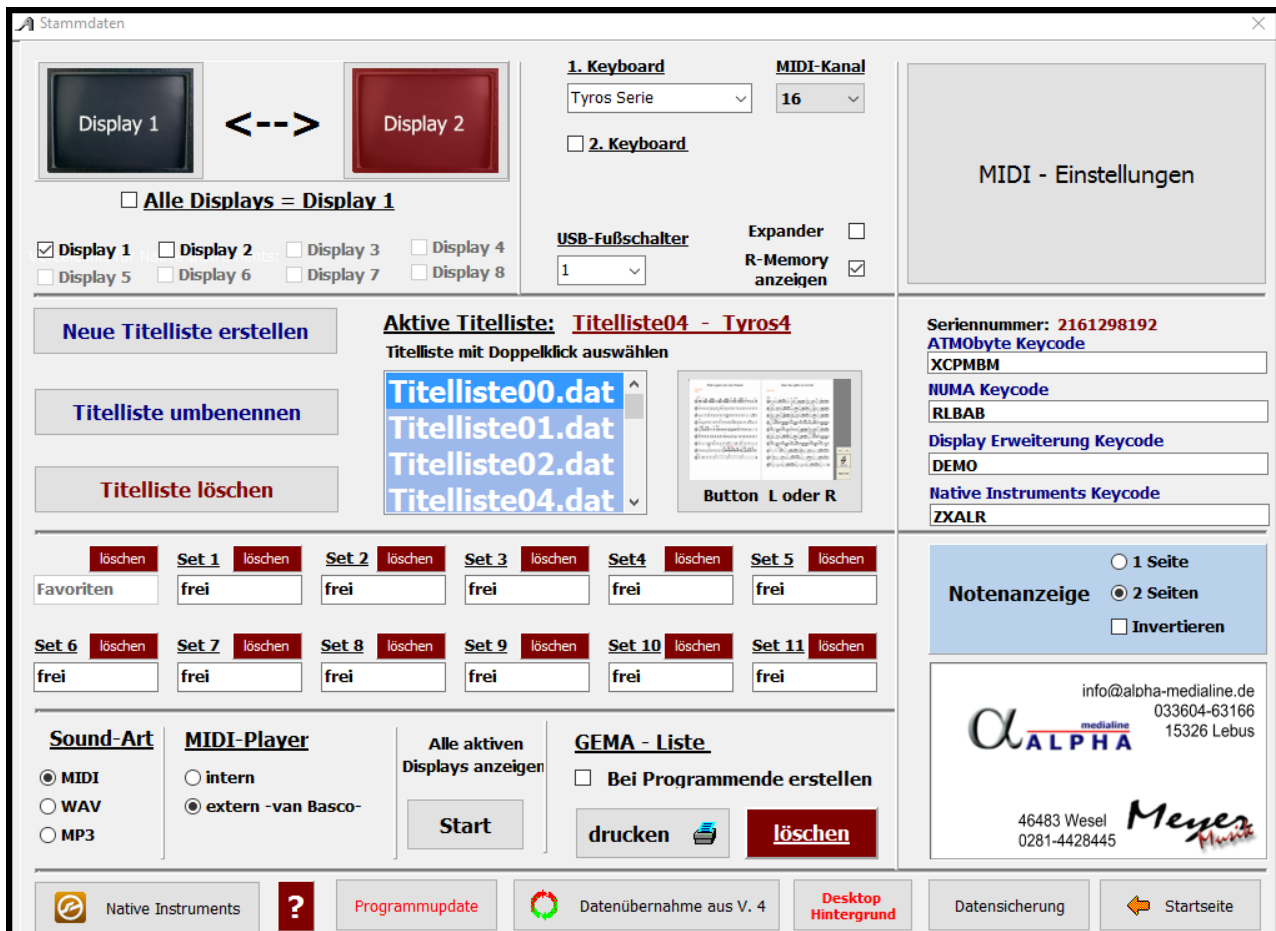 Stammdaten
Display 1
<-->
Display 2
Alle Displays = Display 1
Display 1
Display 2
Display 3
Display 4
Display 5
Display 6
Display 7
Display 8
1. Keyboard
MIDI-Kanal
Tyros Serie
16
2. Keyboard
USB-Fußschalter
1
Expander
R-Memory
anzeigen
MIDI - Einstellungen
Neue Titelliste erstellen
Titelliste umbenennen
Titelliste löschen
Aktive Titelliste: Titelliste04 - Tyros4
Titelliste mit Doppelklick auswählen
Titelliste00.dat
Titelliste01.dat
Titelliste02.dat
Titelliste04.dat
Button L oder R
Seriennummer: 2161298192
ATMObyte Keycode
XCPMBM
NUMA Keycode
RLBAB
Display Erweiterung Keycode
DEMO
Native Instruments Keycode
ZXALR
löschen
Set 1 löschen
Set 2 löschen
Set 3 löschen
Set4 löschen
Set 5 löschen
Favoriten
frei
frei
frei
frei
frei
Set 6 löschen
Set 7 löschen
Set 8 löschen
Set 9 löschen
Set 10 löschen
Set 11 löschen
frei
frei
frei
frei
frei
frei
Notenanzeige
1 Seite
2 Seiten
Invertieren
Sound-Art
MIDI
WAV
MP3
MIDI-Player
intern
extern -van Basco-
Alle aktiven
Displays anzeigen
Start
GEMA - Liste
Bei Programmende erstellen
drucken
löschen
info@alpha-medialine.de
033604-63166
15326 Lebus
medialine
αALPHA
46483 Wesel
0281-4428445
Meyer
Musik
Native Instruments
?
Programmupdate
Datenübernahme aus V. 4
Desktop
Hintergrund
Datensicherung
Startseite